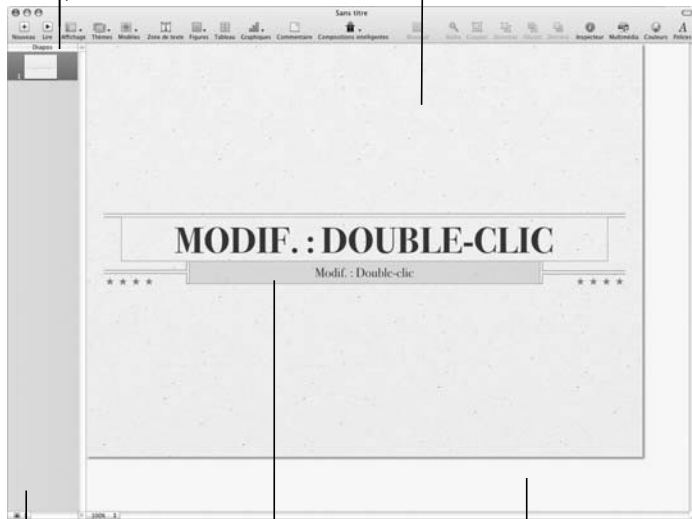 Sans titre
Nouveau Lire Affichage Thèmes Modèles Zone de texte Figures Tableau Graphiques Commentaire Compositions intelligentes Inspecteur Multimédia Couleurs Polices
Diapos
1
MODIF. : DOUBLE-CLIC
Modif. : Double-clic
100%